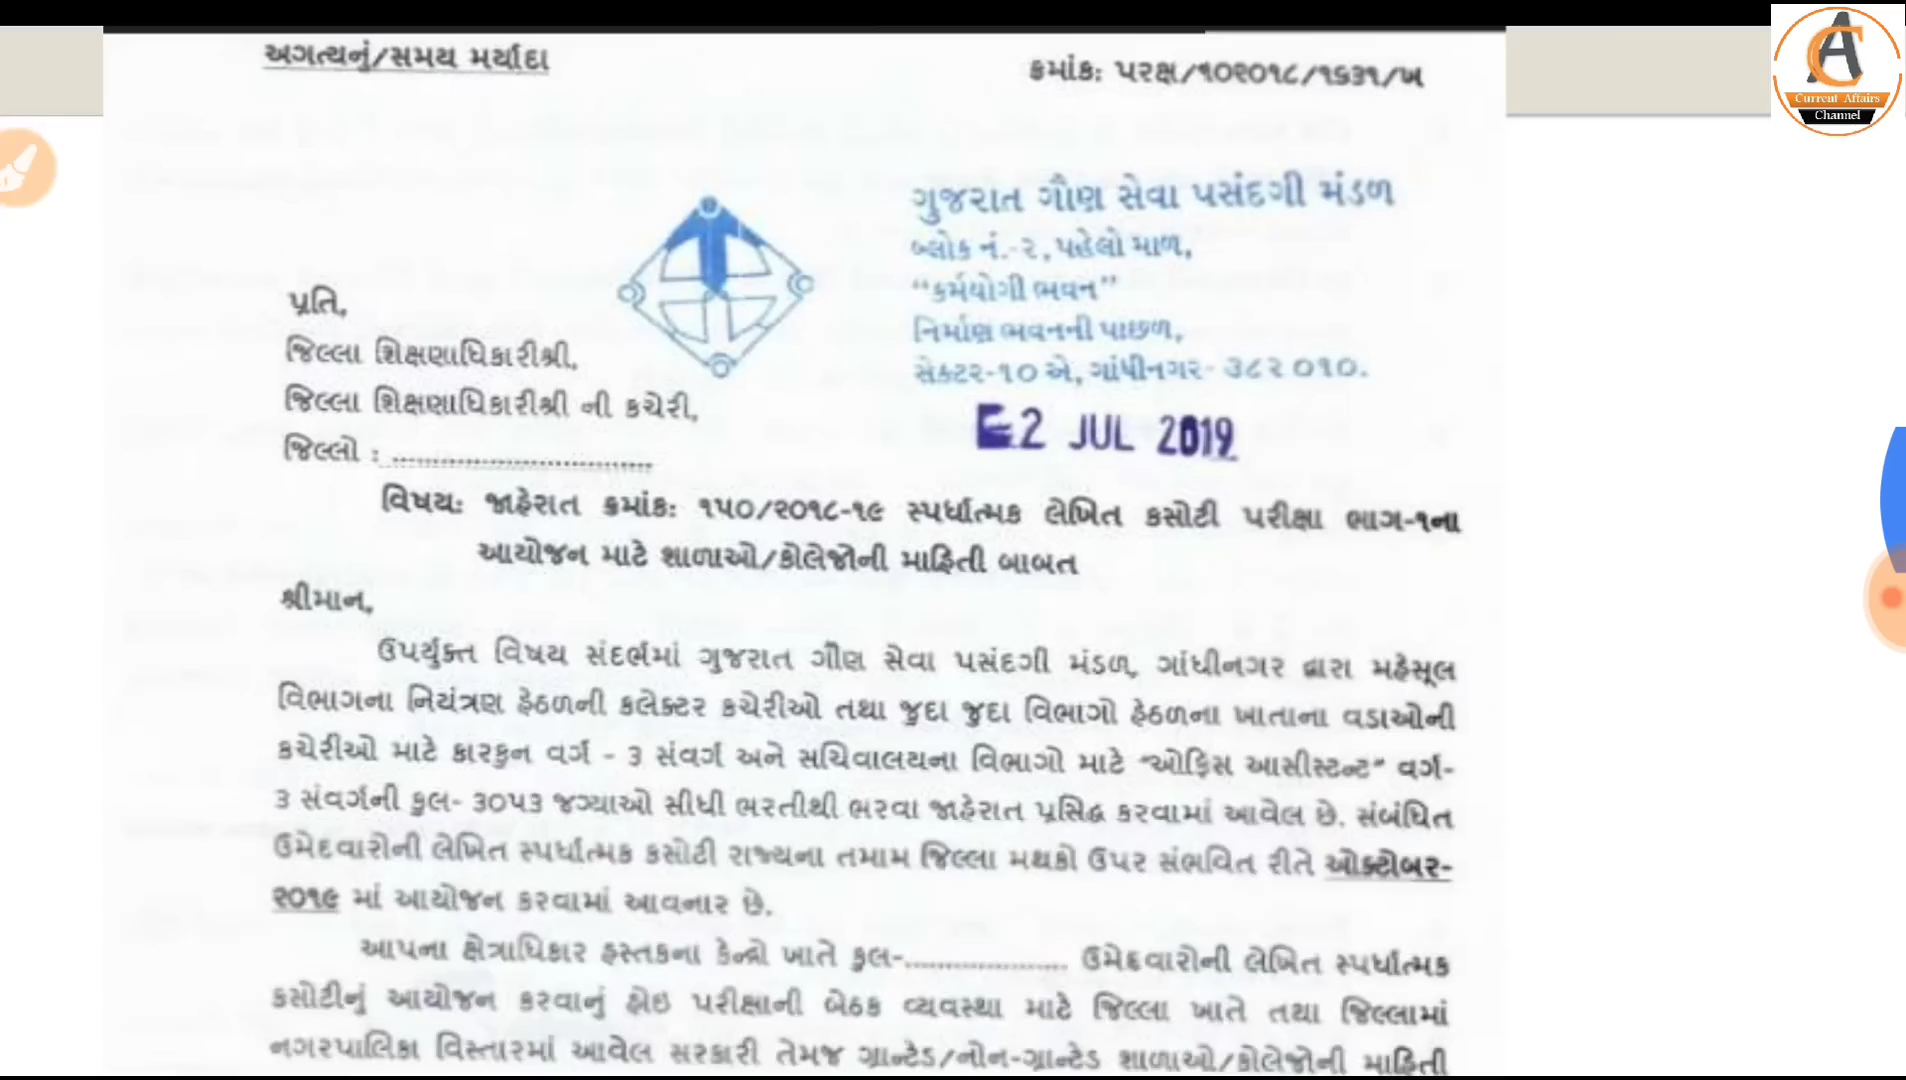 અગત્યનું/સમય મર્યાદા
ક્રમાંક: પરક્ષ/૧૦૨૦૧૮/૧૬૩૧/ખ
Current Affairs
Channel
ગુજરાત ગૌણ સેવા પસંદગી મંડળ
બ્લોક નં.-૨, પહેલો માળ,
"કર્મયોગી ભવન"
નિર્માણ ભવનની પાછળ,
સેક્ટર-૧૦ એ, ગાંધીનગર- ૩૮૨ ૦૧૦.
2 JUL 2019
પ્રતિ,
જિલ્લા શિક્ષણાધિકારીશ્રી,
જિલ્લા શિક્ષણાધિકારીશ્રી ની કચેરી,
જિલ્લો : ............................
વિષય: જાહેરાત ક્રમાંક: ૧૫૦/૨૦૧૮-૧૯ સ્પર્ધાત્મક લેખિત કસોટી પરીક્ષા ભાગ-૧ના
આયોજન માટે શાળાઓ/કોલેજોની માહિતી બાબત
શ્રીમાન,
ઉપર્યુક્ત વિષય સંદર્ભમાં ગુજરાત ગૌણ સેવા પસંદગી મંડળ, ગાંધીનગર દ્વારા મહેસૂલ
વિભાગના નિયંત્રણ હેઠળની કલેક્ટર કચેરીઓ તથા જુદા જુદા વિભાગો હેઠળના ખાતાના વડાઓની
કચેરીઓ માટે કારકુન વર્ગ - ૩ સંવર્ગ અને સચિવાલયના વિભાગો માટે "ઓફિસ આસીસ્ટન્ટ" વર્ગ-
૩ સંવર્ગની કુલ- ૩૦૫૩ જગ્યાઓ સીધી ભરતીથી ભરવા જાહેરાત પ્રસિદ્ધ કરવામાં આવેલ છે. સંબંધિત
ઉમેદવારોની લેખિત સ્પર્ધાત્મક કસોટી રાજ્યના તમામ જિલ્લા મથકો ઉપર સંભવિત રીતે ઓક્ટોબર-
૨૦૧૯ માં આયોજન કરવામાં આવનાર છે.
આપના ક્ષેત્રાધિકાર હસ્તકના કેન્દ્રો ખાતે કુલ-.................. ઉમેદવારોની લેખિત સ્પર્ધાત્મક
કસોટીનું આયોજન કરવાનું હોઇ પરીક્ષાની બેઠક વ્યવસ્થા માટે જિલ્લા ખાતે તથા જિલ્લામાં
નગરપાલિકા વિસ્તારમાં આવેલ સરકારી તેમજ ગ્રાન્ટેડ/નોન-ગ્રાન્ટેડ શાળાઓ/કોલેજોની માહિતી